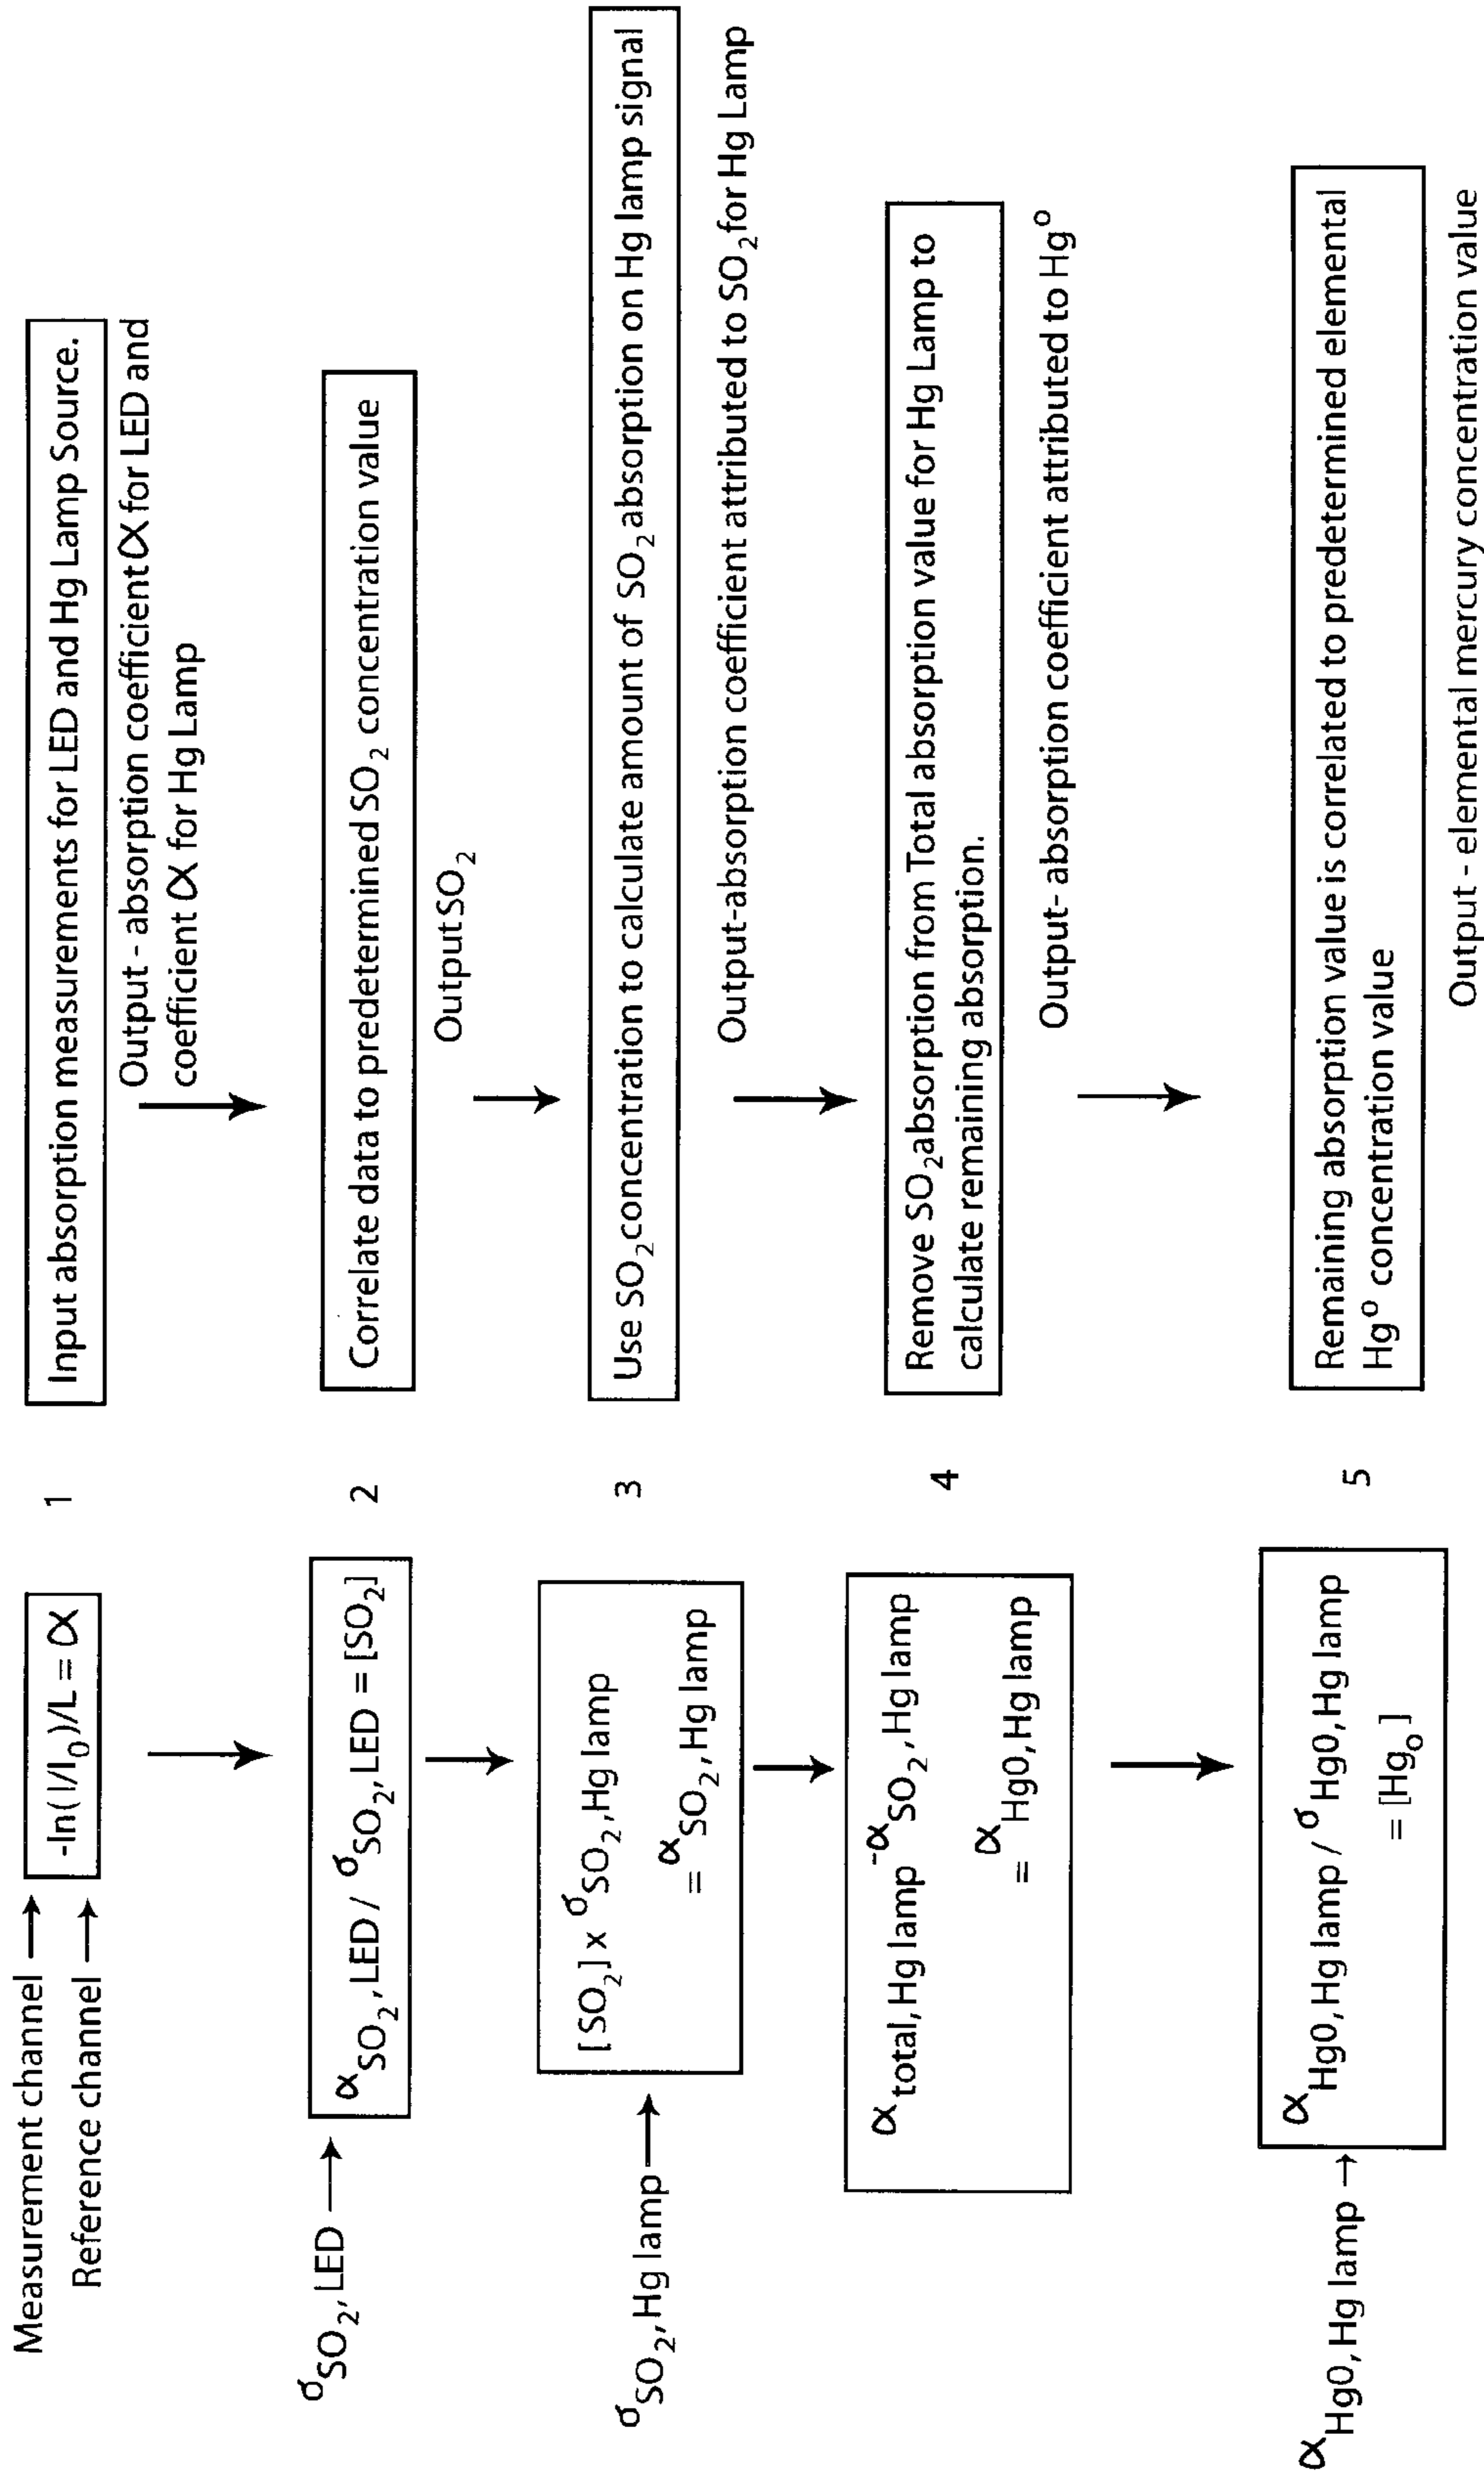 Measurement channel
Reference channel
-ln(I/I₀)/L = α
1
Input absorption measurements for LED and Hg Lamp Source.
Output - absorption coefficient α for LED and
coefficient α for Hg Lamp
σSO₂, LED
αSO₂, LED / σSO₂, LED = [SO₂]
2
Correlate data to predetermined SO₂ concentration value
Output SO₂
σSO₂, Hg lamp
[SO₂] x σSO₂, Hg lamp
= αSO₂, Hg lamp
3
Use SO₂ concentration to calculate amount of SO₂ absorption on Hg lamp signal
Output-absorption coefficient attributed to SO₂ for Hg Lamp
αtotal, Hg lamp -αSO₂, Hg lamp
= αHg0, Hg lamp
4
Remove SO₂ absorption from Total absorption value for Hg Lamp to
calculate remaining absorption.
Output- absorption coefficient attributed to Hg⁰
αHg0, Hg lamp
αHg0, Hg lamp / σHg0, Hg lamp
= [Hg₀]
5
Remaining absorption value is correlated to predetermined elemental
Hg⁰ concentration value
Output - elemental mercury concentration value